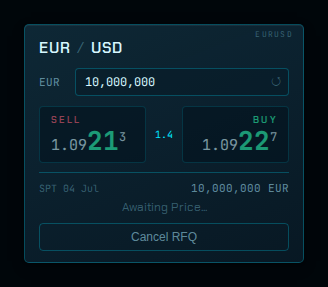 EURUSD
EUR / USD
EUR 10,000,000
SELL BUY
1.09213 1.4 1.09227
SPT 04 Jul 10,000,000 EUR
Awaiting Price...
Cancel RFQ